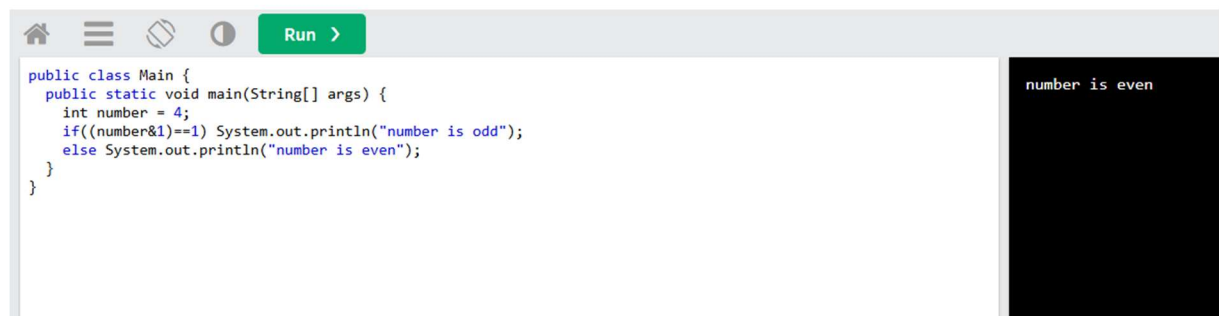 Run ❯
public class Main {
  public static void main(String[] args) {
    int number = 4;
    if((number&1)==1) System.out.println("number is odd");
    else System.out.println("number is even");
  }
}
number is even